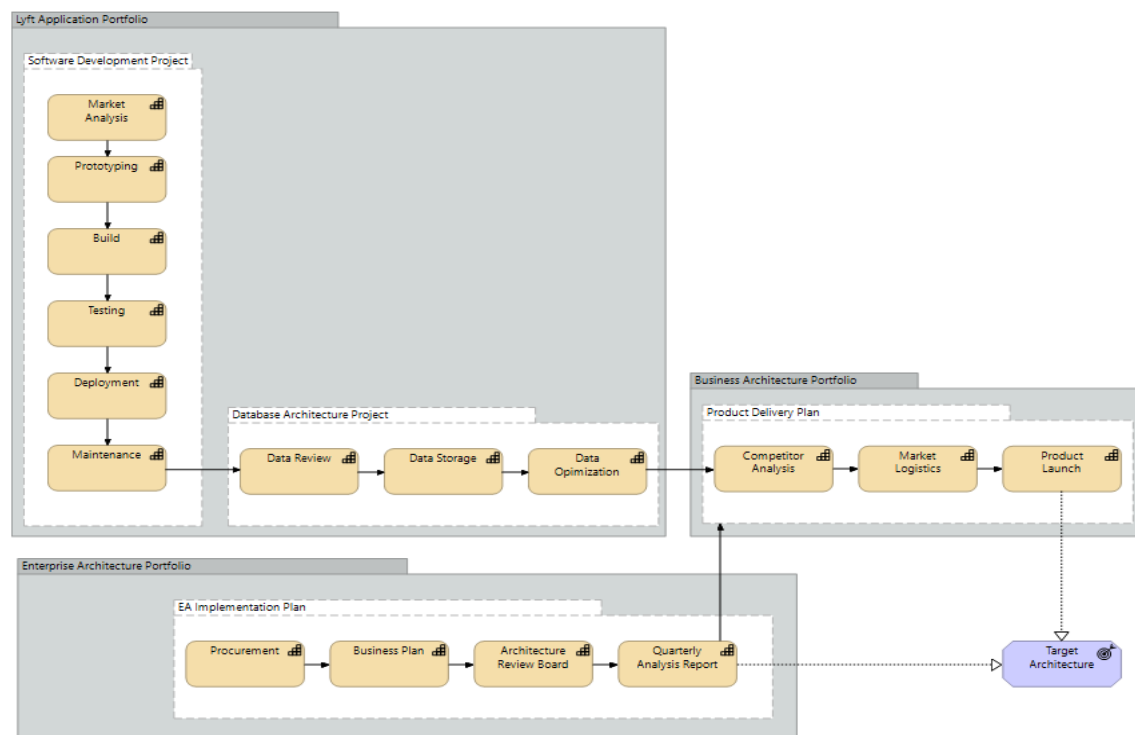 Lyft Application Portfolio
Software Development Project
Market
Analysis
Prototyping
Build
Testing
Deployment
Maintenance
Database Architecture Project
Data Review
Data Storage
Data
Opimization
Business Architecture Portfolio
Product Delivery Plan
Competitor
Analysis
Market
Logistics
Product
Launch
Enterprise Architecture Portfolio
EA Implementation Plan
Procurement
Business Plan
Architecture
Review Board
Quarterly
Analysis Report
Target
Architecture